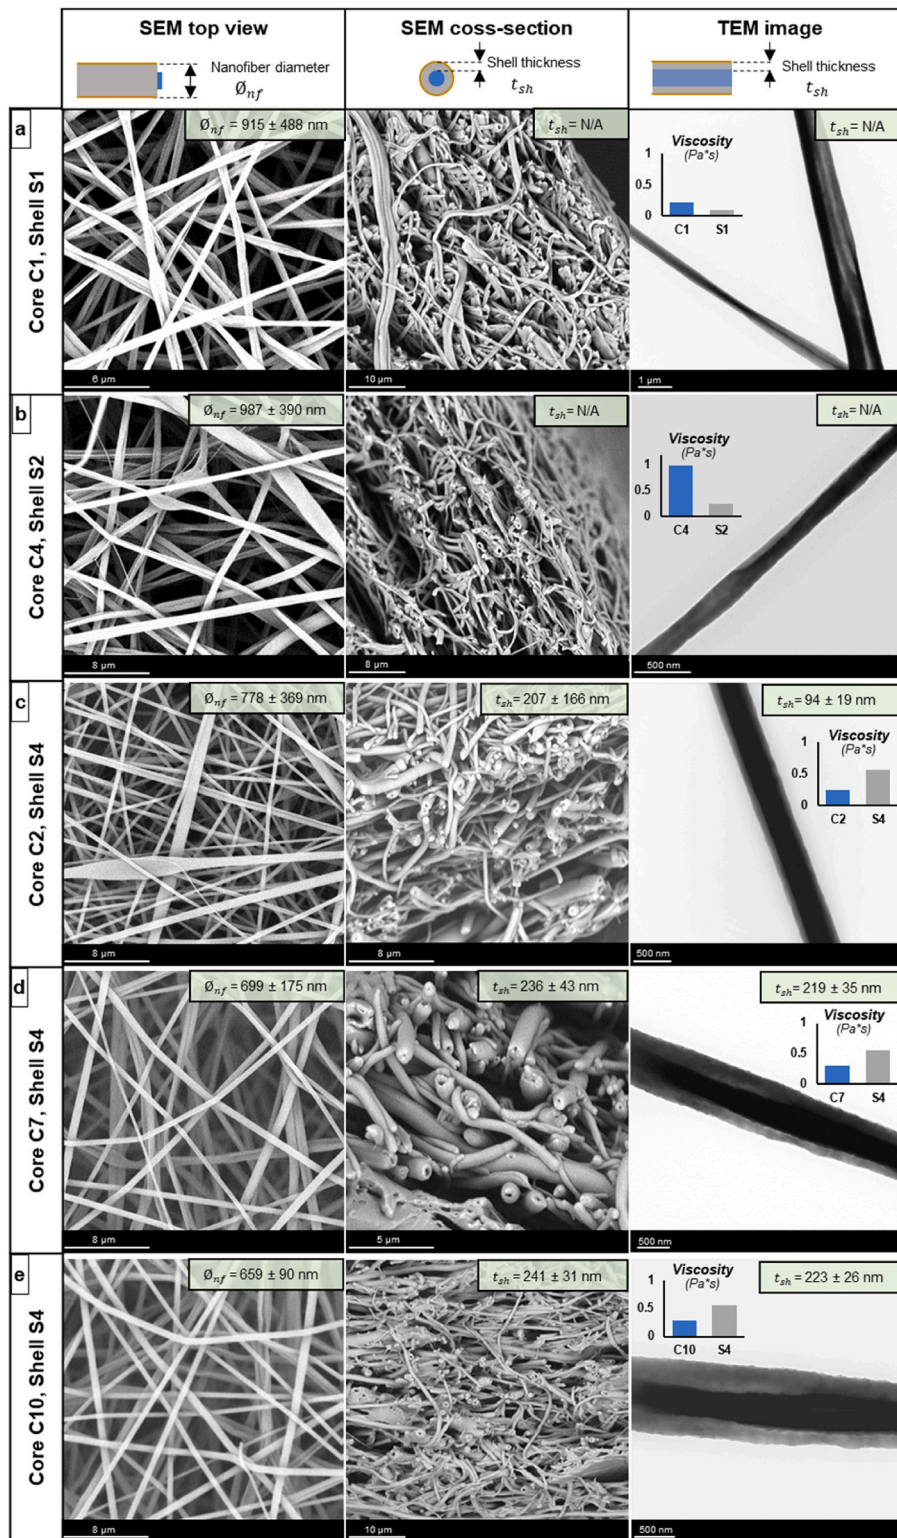 SEM top view
SEM coss-section
TEM image
Nanofiber diameter
Ø_nf
Shell thickness
t_sh
Shell thickness
t_sh
a
Core C1, Shell S1
Ø_nf = 915 ± 488 nm
6 µm
t_sh= N/A
10 µm
t_sh= N/A
Viscosity
(Pa*s)
1
0.5
0
C1 S1
1 µm
b
Core C4, Shell S2
Ø_nf = 987 ± 390 nm
8 µm
t_sh= N/A
8 µm
t_sh= N/A
Viscosity
(Pa*s)
1
0.5
0
C4 S2
500 nm
c
Core C2, Shell S4
Ø_nf = 778 ± 369 nm
8 µm
t_sh= 207 ± 166 nm
8 µm
t_sh= 94 ± 19 nm
Viscosity
(Pa*s)
1
0.5
0
C2 S4
500 nm
d
Core C7, Shell S4
Ø_nf = 699 ± 175 nm
8 µm
t_sh= 236 ± 43 nm
5 µm
t_sh= 219 ± 35 nm
Viscosity
(Pa*s)
1
0.5
0
C7 S4
500 nm
e
Core C10, Shell S4
Ø_nf = 659 ± 90 nm
8 µm
t_sh= 241 ± 31 nm
10 µm
Viscosity
(Pa*s)
1
0.5
0
C10 S4
t_sh= 223 ± 26 nm
500 nm